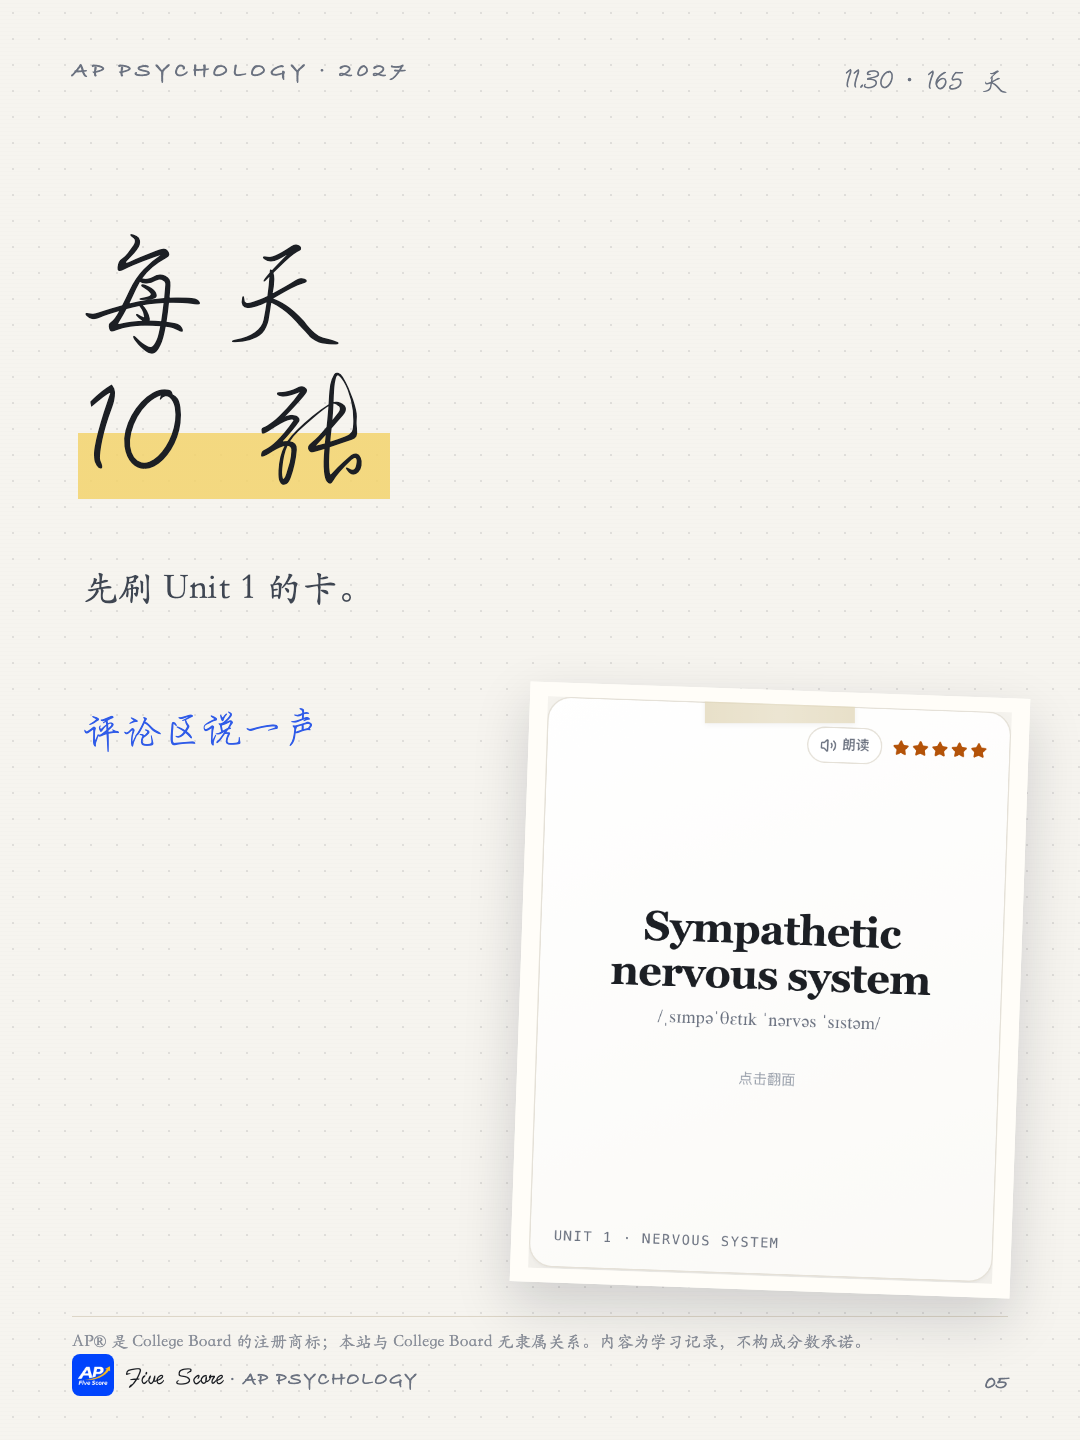 AP PSYCHOLOGY · 2027
11.30 · 165 天
每天
10 张
先刷 Unit 1 的卡。
评论区说一声
朗读
Sympathetic
nervous system
/ˌsɪmpəˈθɛtɪk ˈnərvəs ˈsɪstəm/
点击翻面
UNIT 1 · NERVOUS SYSTEM
AP® 是 College Board 的注册商标；本站与 College Board 无隶属关系。内容为学习记录，不构成分数承诺。
AP
Five Score
Five Score · AP PSYCHOLOGY
05